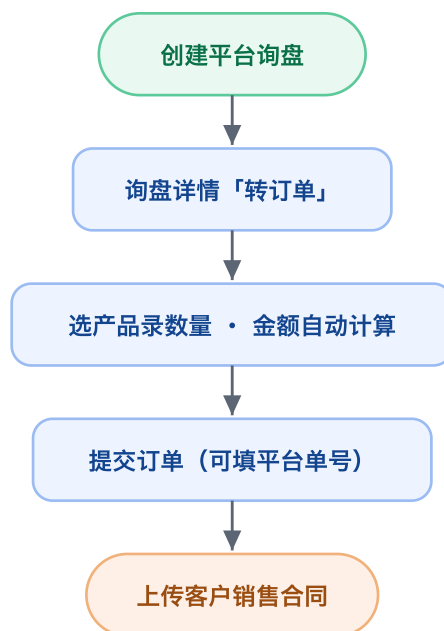 创建平台询盘
询盘详情「转订单」
选产品录数量 · 金额自动计算
提交订单（可填平台单号）
上传客户销售合同